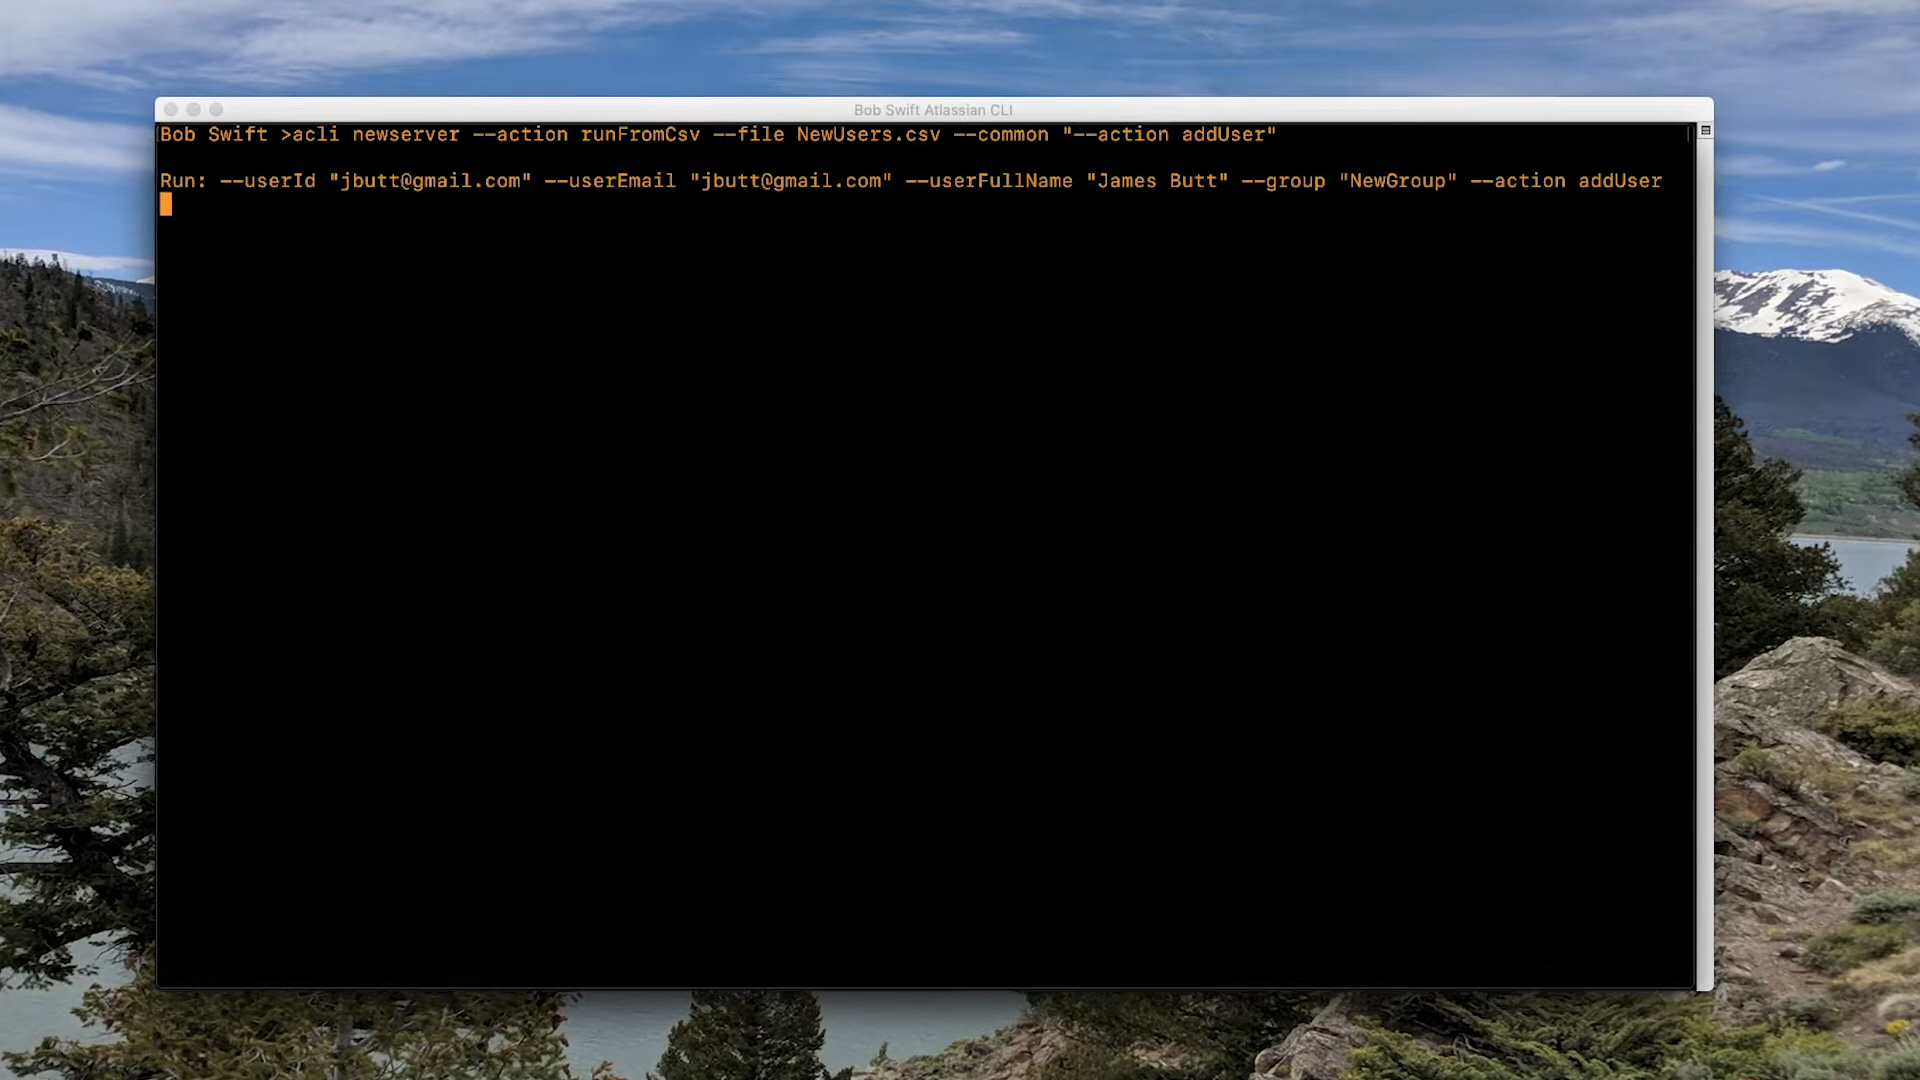 Bob Swift Atlassian CLI
Bob Swift >acli newserver --action runFromCsv --file NewUsers.csv --common "--action addUser"
Run: --userId "jbutt@gmail.com" --userEmail "jbutt@gmail.com" --userFullName "James Butt" --group "NewGroup" --action addUser